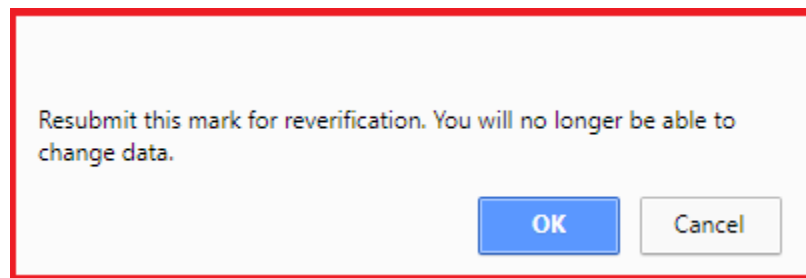 Resubmit this mark for reverification. You will no longer be able to
change data.
OK
Cancel